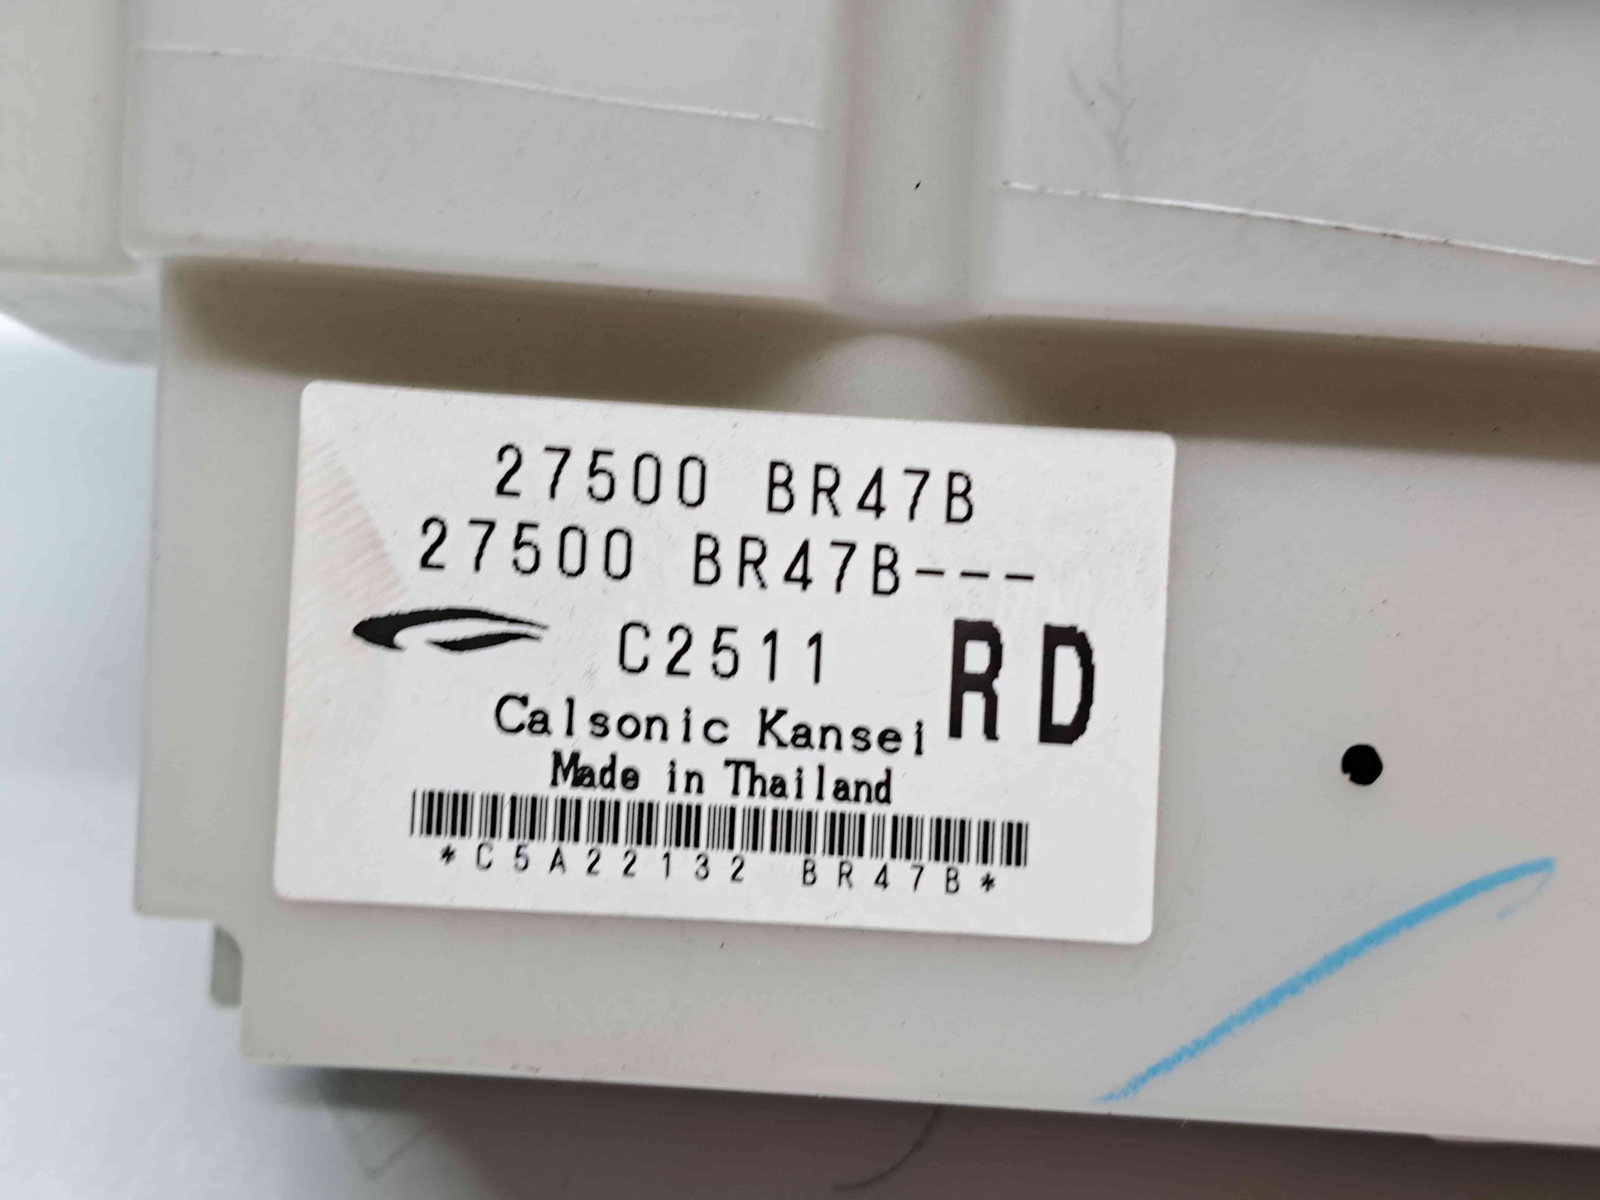 27500 BR47B
27500 BR47B---
C2511 RD
Calsonic Kansei
Made in Thailand
*C5A22132 BR47B*